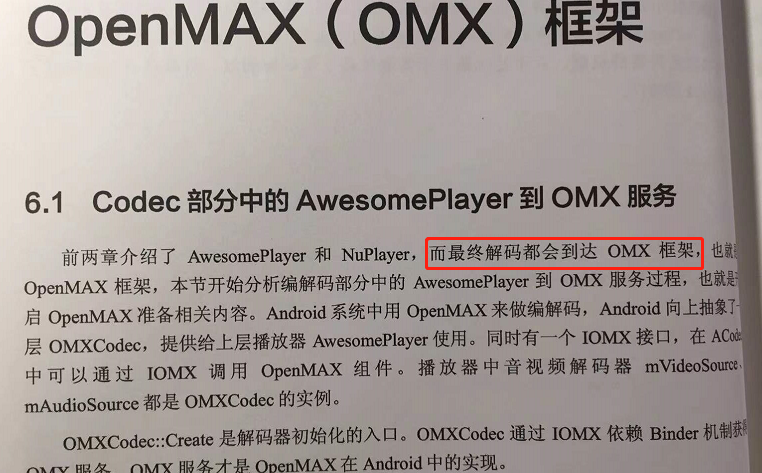 OpenMAX（OMX）框架
6.1 Codec 部分中的 AwesomePlayer 到 OMX 服务
前两章介绍了 AwesomePlayer 和 NuPlayer，而最终解码都会到达 OMX 框架，也就是
OpenMAX 框架，本节开始分析编解码部分中的 AwesomePlayer 到 OMX 服务过程，也就是
启 OpenMAX 准备相关内容。Android 系统中用 OpenMAX 来做编解码，Android 向上抽象了一
层 OMXCodec，提供给上层播放器 AwesomePlayer 使用。同时有一个 IOMX 接口，在 ACode
中可以通过 IOMX 调用 OpenMAX 组件。播放器中音视频解码器 mVideoSource、
mAudioSource 都是 OMXCodec 的实例。
OMXCodec::Create 是解码器初始化的入口。OMXCodec 通过 IOMX 依赖 Binder 机制获得
OMX 服务，OMX 服务才是 OpenMAX 在 Android 中的实现。